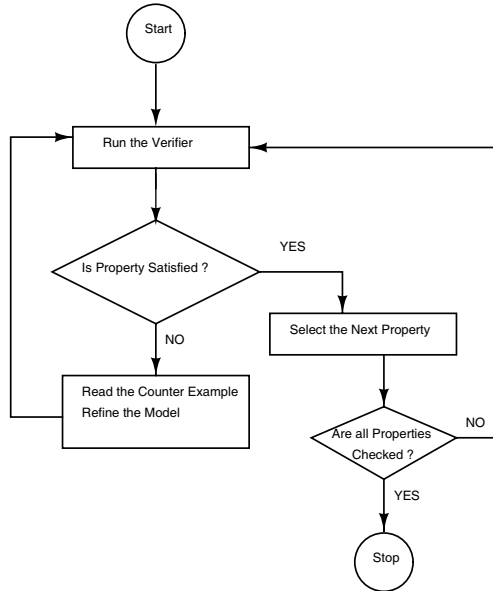 Start
Run the Verifier
Is Property Satisfied ?
YES
NO
Select the Next Property
Read the Counter Example
Refine the Model
Are all Properties
Checked ?
NO
YES
Stop